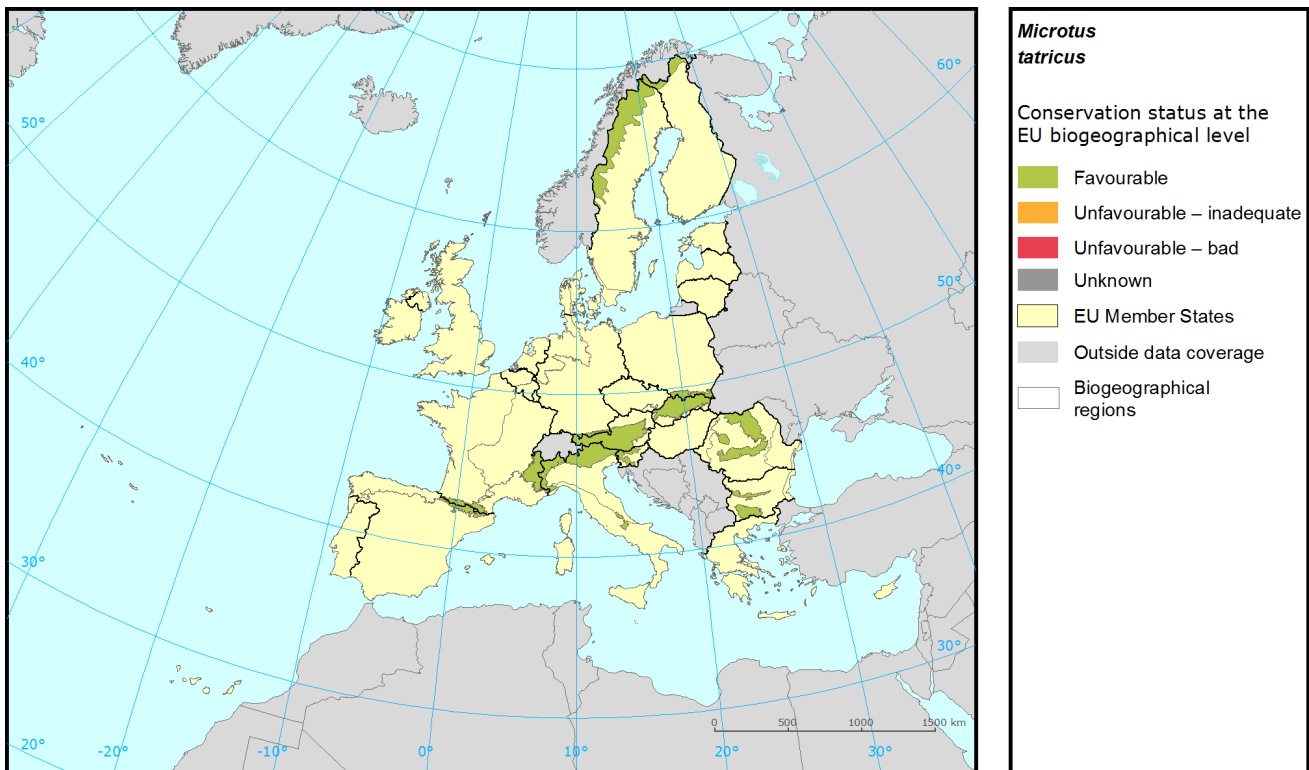 60°
50°
50°
40°
40°
30°
30°
0 500 1000 1500 km
20° -20° -10° 0° 10° 20° 30°
Microtus
tatricus
Conservation status at the
EU biogeographical level
Favourable
Unfavourable – inadequate
Unfavourable – bad
Unknown
EU Member States
Outside data coverage
Biogeographical
regions